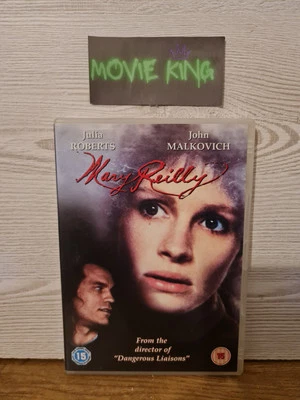 MOVIE KING
Julia
ROBERTS
John
MALKOVICH
Mary Reilly
From the
director of
"Dangerous Liaisons"
15
15